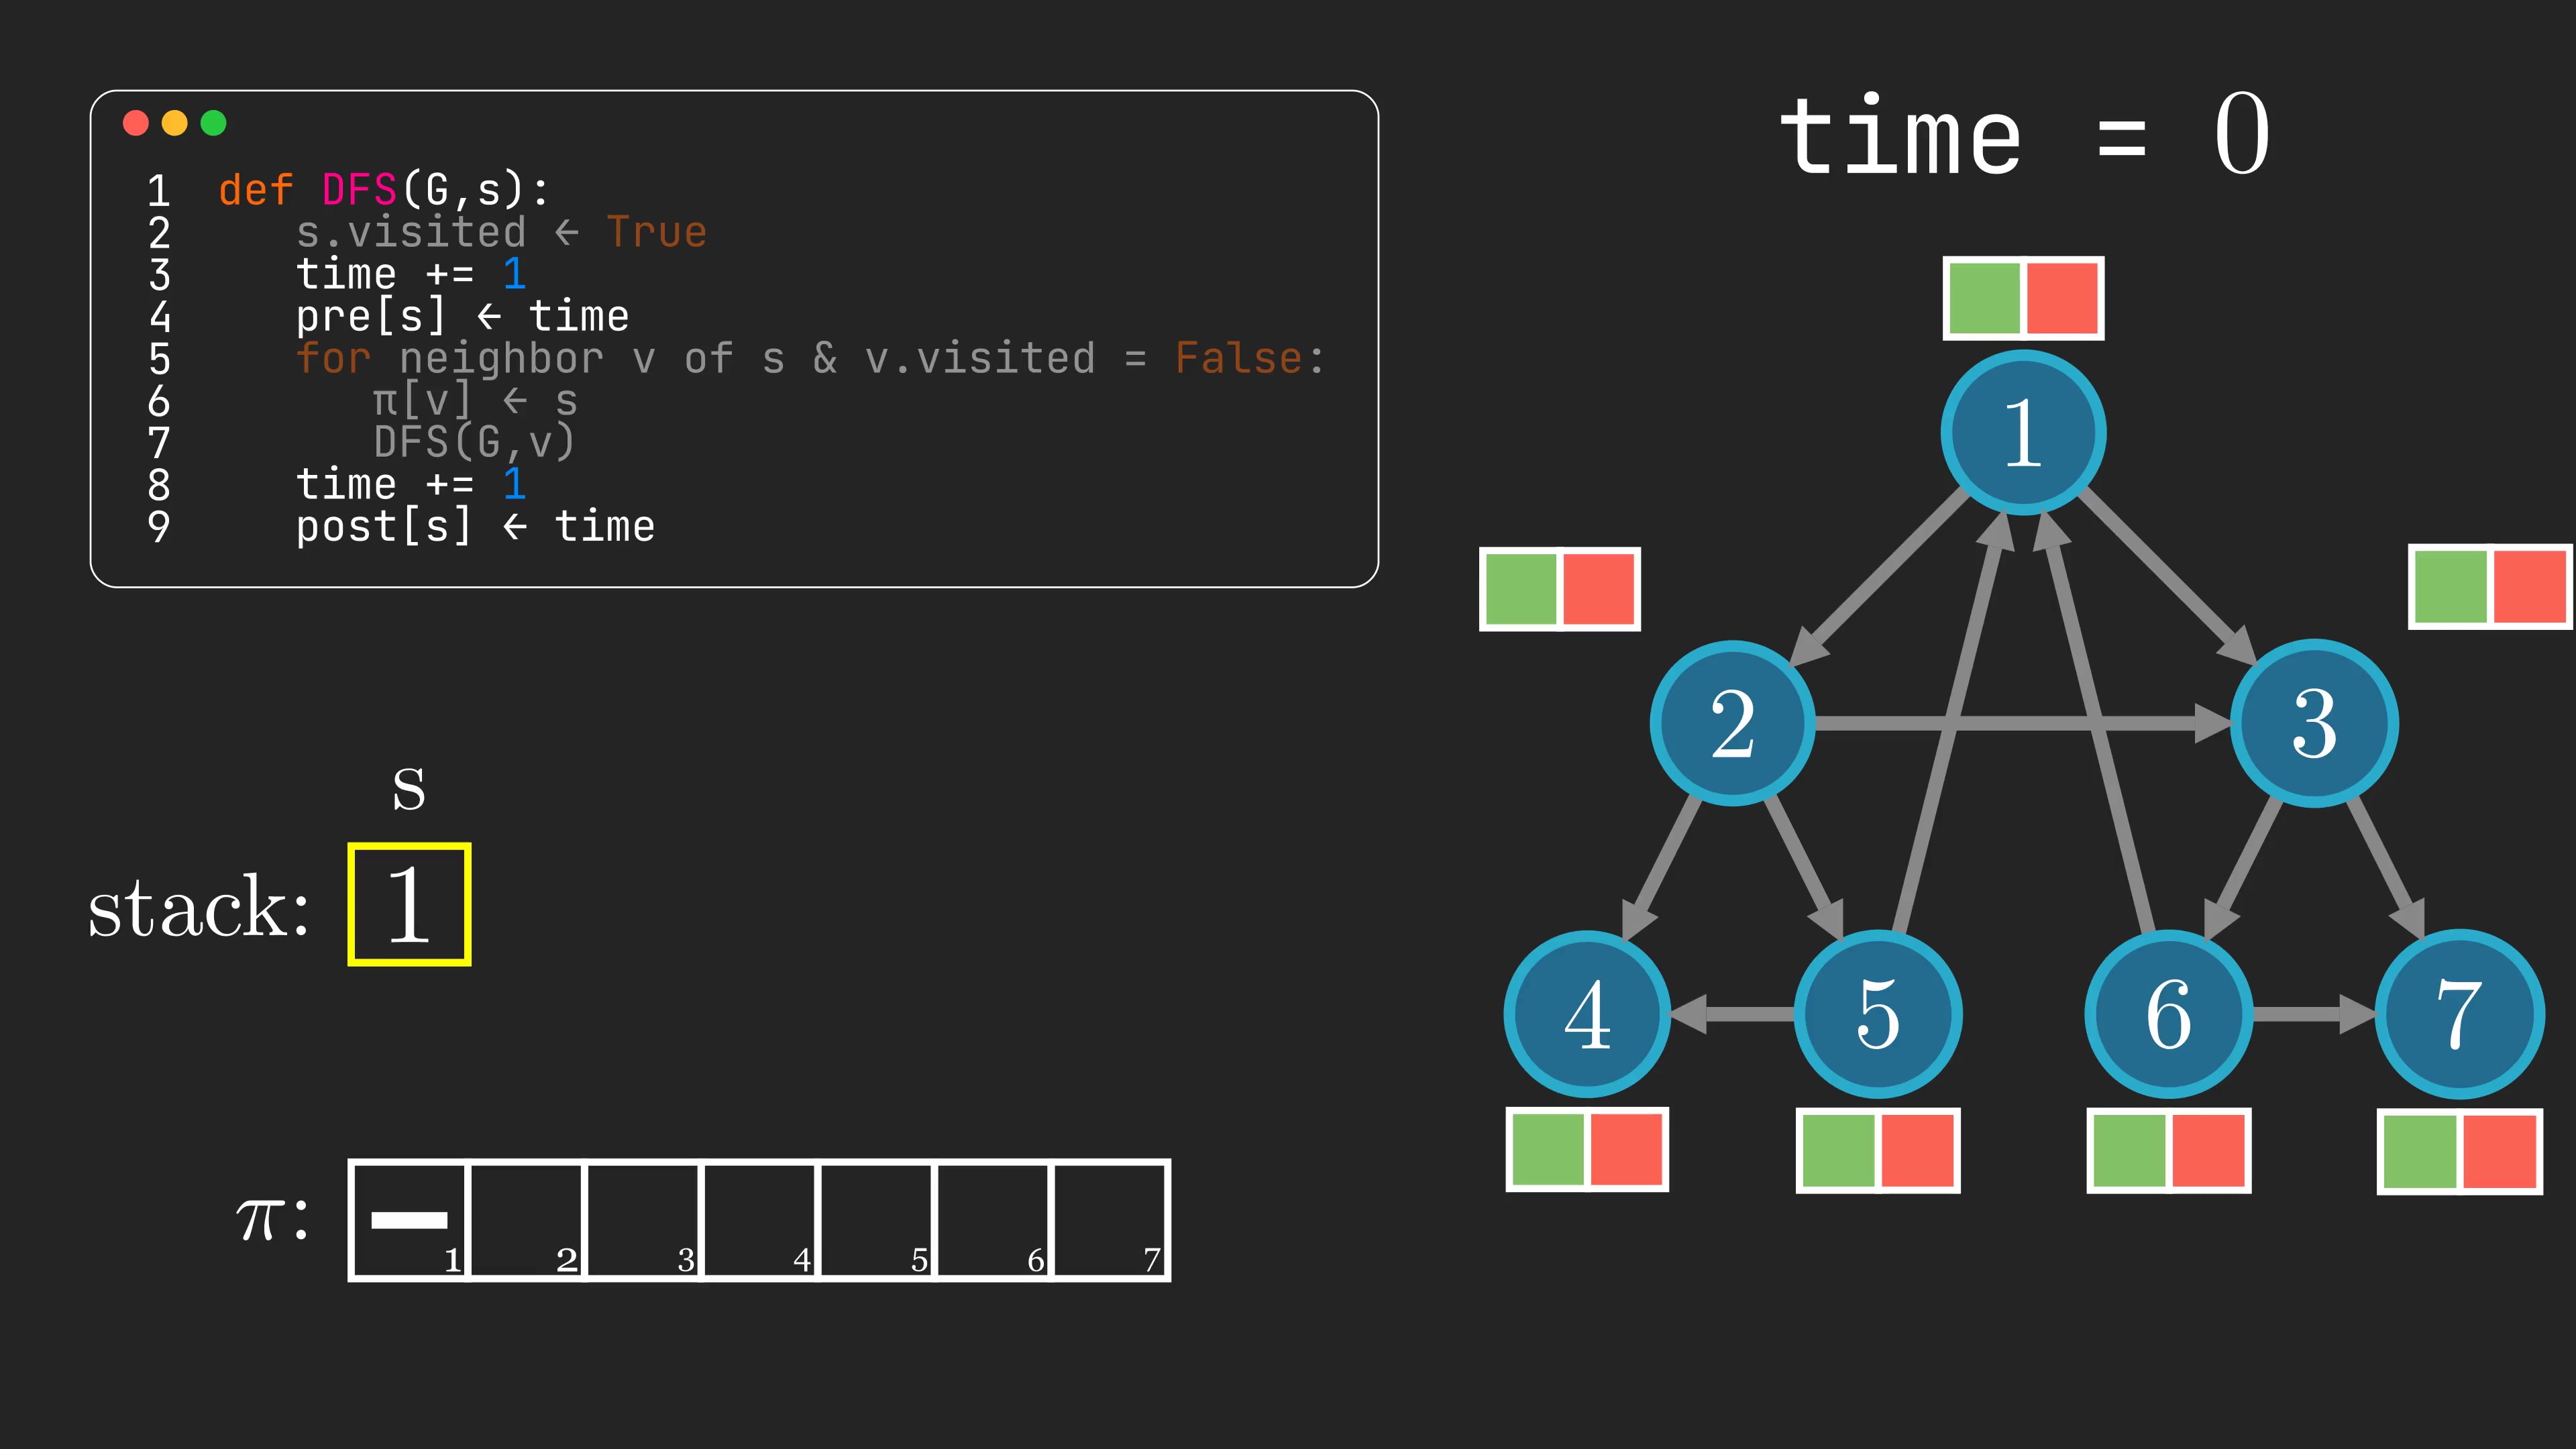 1 def DFS(G,s):
2 s.visited ← True
3 time += 1
4 pre[s] ← time
5 for neighbor v of s & v.visited = False:
6 π[v] ← s
7 DFS(G,v)
8 time += 1
9 post[s] ← time
time = 0
1
2 3
4 5 6 7
s
stack: 1
π: —
1 2 3 4 5 6 7